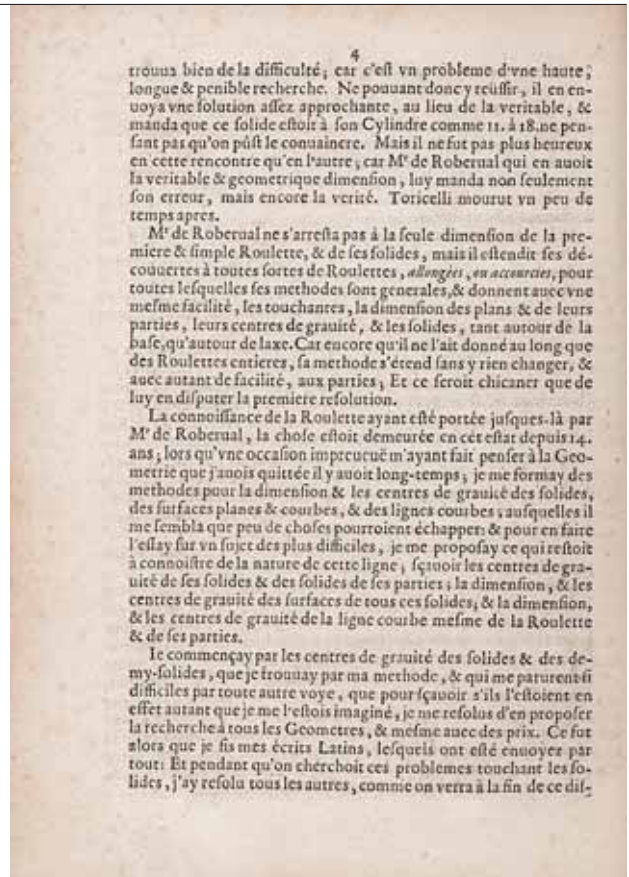 4
trouua bien de la difficulté; car c'eſt vn probleme d'vne haute,
longue & penible recherche. Ne pouuant donc y reüſſir, il en en-
uoya vne ſolution aſſez approchante, au lieu de la veritable, &
manda que ce ſolide eſtoit à ſon Cylindre comme 11. à 18. ne pen-
ſant pas qu'on pûſt le conuaincre. Mais il ne fut pas plus heureux
en cette rencontre qu'en l'autre; car Mr de Roberual qui en auoit
la veritable & geometrique dimenſion, luy manda non ſeulement
ſon erreur, mais encore la verité. Toricelli mourut vn peu de
temps apres.
Mr de Roberual ne s'arreſta pas à la ſeule dimenſion de la pre-
miere & ſimple Roulette, & de ſes ſolides, mais il eſtendit ſes dé-
couuertes à toutes ſortes de Roulettes, allongées, ou accourcies, pour
toutes leſquelles ſes methodes ſont generales, & donnent auec vne
meſme facilité, les touchantes, la dimenſion des plans & de leurs
parties, leurs centres de grauité, & les ſolides, tant autour de la
baſe, qu'autour de laxe. Car encore qu'il ne l'ait donné au long que
des Roulettes entieres, ſa methode s'étend ſans y rien changer, &
auec autant de facilité, aux parties; Et ce ſeroit chicaner que de
luy en diſputer la premiere reſolution.
La connoiſſance de la Roulette ayant eſté portée juſques-là par
Mr de Roberual, la choſe eſtoit demeurée en cét eſtat depuis 14.
ans; lors qu'vne occaſion impreueuë m'ayant fait penſer à la Geo-
metrie que j'auois quittée il y auoit long-temps; je me formay des
methodes pour la dimenſion & les centres de grauité des ſolides,
des ſurfaces planes & courbes, & des lignes courbes, auſquelles il
me ſembla que peu de choſes pourroient échapper: & pour en faire
l'eſſay ſur vn ſujet des plus difficiles, je me propoſay ce qui reſtoit
à connoiſtre de la nature de cette ligne; ſçauoir les centres de gra-
uité de ſes ſolides & des ſolides de ſes parties; la dimenſion, & les
centres de grauité des ſurfaces de tous ces ſolides; & la dimenſion,
& les centres de grauité de la ligne courbe meſme de la Roulette
& de ſes parties.
Ie commençay par les centres de grauité des ſolides & des de-
my-ſolides, que je trouuay par ma methode, & qui me parurent ſi
difficiles par toute autre voye, que pour ſçauoir s'ils l'eſtoient en
effet autant que je me l'eſtois imaginé, je me reſolus d'en propoſer
la recherche à tous les Geometres, & meſme auec des prix. Ce fut
alors que je fis mes écrits Latins, leſquels ont eſté enuoyez par
tout: Et pendant qu'on cherchoit ces problemes touchant les ſo-
lides, j'ay reſolu tous les autres, comme on verra à la fin de ce diſ-